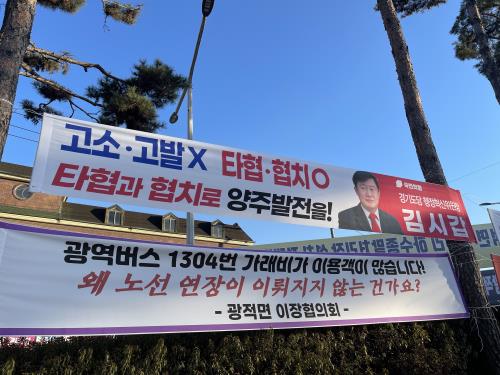 고소·고발X 타협·협치O
타협과 협치로 양주발전을!
국민의힘
경기도당 행정혁신위원장
김시갑
광역버스 1304번 가래비가 이용객이 많습니다!
왜 노선 연장이 이뤄지지 않는 건가요?
- 광적면 이장협의회 -